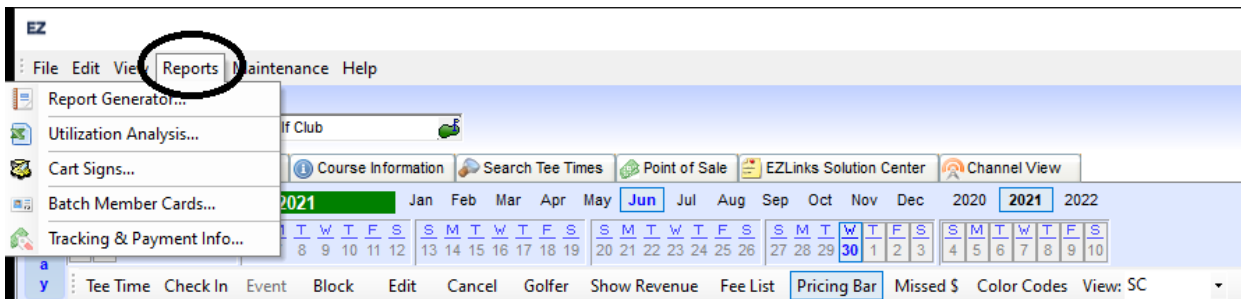 EZ
File Edit View Reports Maintenance Help
Report Generator...
Utilization Analysis...
lf Club
Cart Signs...
Course Information Search Tee Times Point of Sale EZLinks Solution Center Channel View
Batch Member Cards...
2021 Jan Feb Mar Apr May Jun Jul Aug Sep Oct Nov Dec 2020 2021 2022
Tracking & Payment Info...
T W T F S S M T W T F S S M T W T F S S M T W T F S S M T W T F S
8 9 10 11 12 13 14 15 16 17 18 19 20 21 22 23 24 25 26 27 28 29 30 1 2 3 4 5 6 7 8 9 10
a
y Tee Time Check In Event Block Edit Cancel Golfer Show Revenue Fee List Pricing Bar Missed $ Color Codes View: SC